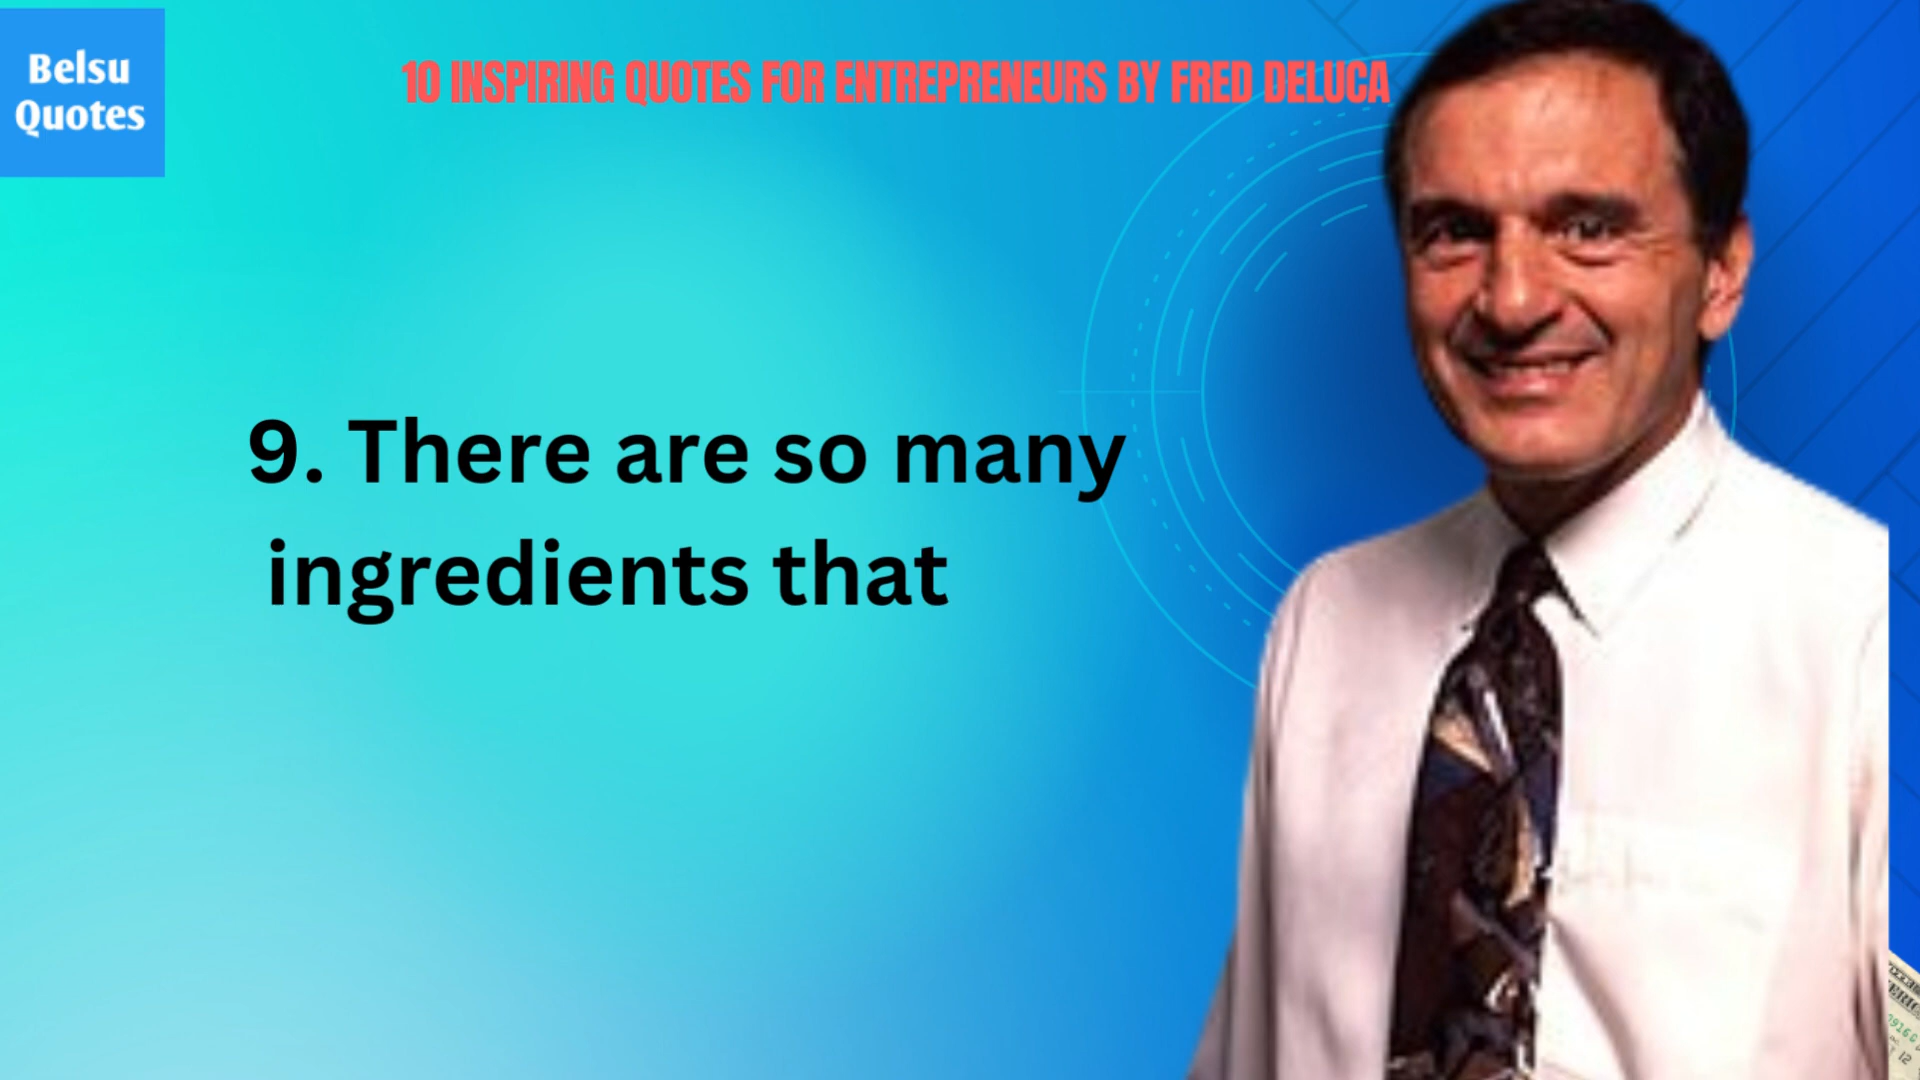 Belsu
Quotes
10 INSPIRING QUOTES FOR ENTREPRENEURS BY FRED DELUCA
9. There are so many
ingredients that